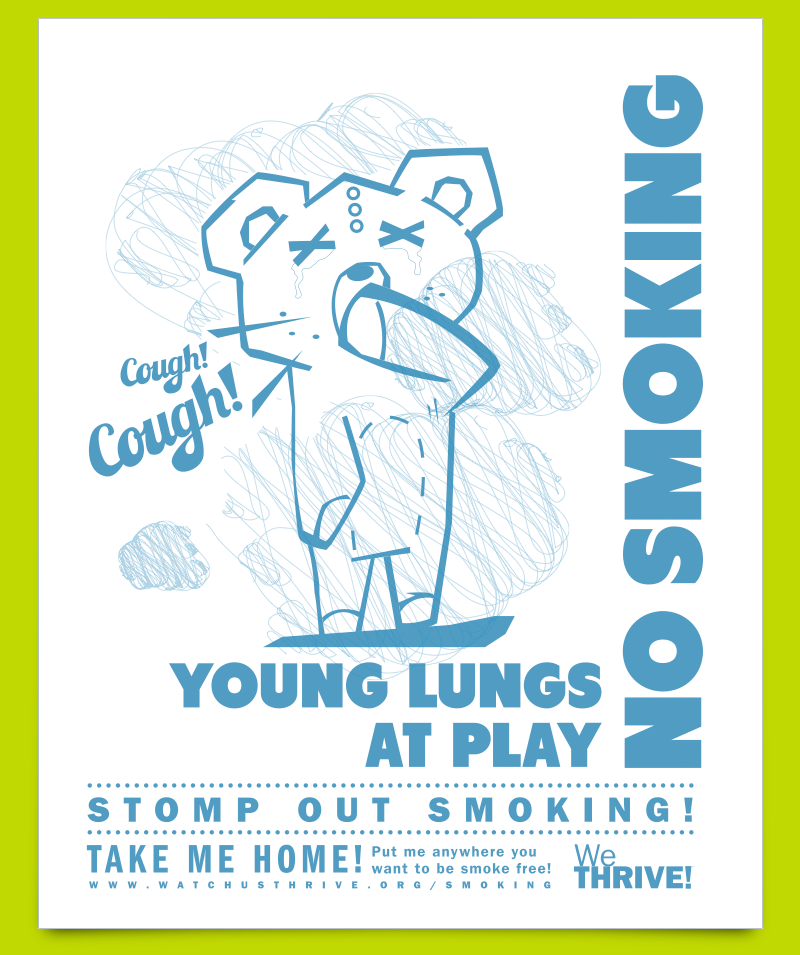 NO SMOKING
Cough!
Cough!
YOUNG LUNGS
AT PLAY
STOMP OUT SMOKING!
TAKE ME HOME!
Put me anywhere you
want to be smoke free!
WWW.WATCHUSTHRIVE.ORG/SMOKING
We
THRIVE!